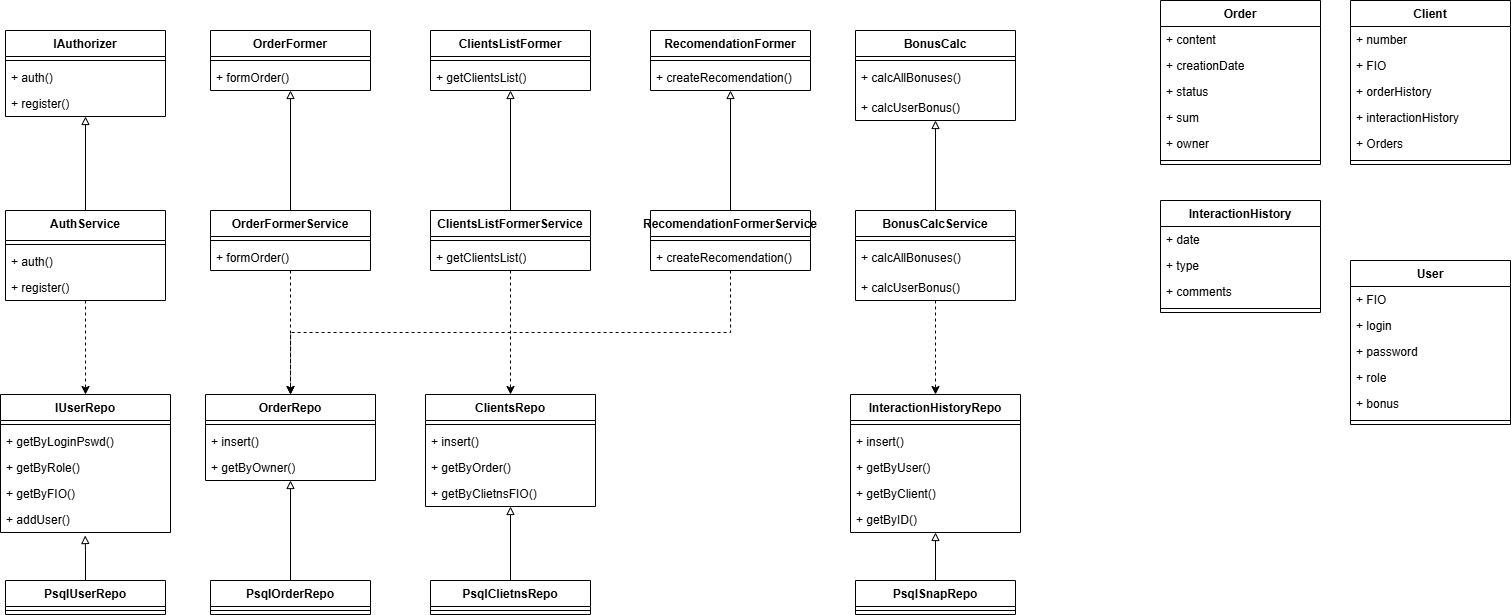 IAuthorizer
+ auth()
+ register()
OrderFormer
+ formOrder()
ClientsListFormer
+ getClientsList()
RecomendationFormer
+ createRecomendation()
BonusCalc
+ calcAllBonuses()
+ calcUserBonus()
Order
+ content
+ creationDate
+ status
+ sum
+ owner
Client
+ number
+ FIO
+ orderHistory
+ interactionHistory
+ Orders
AuthService
+ auth()
+ register()
OrderFormerService
+ formOrder()
ClientsListFormerService
+ getClientsList()
RecomendationFormerService
+ createRecomendation()
BonusCalcService
+ calcAllBonuses()
+ calcUserBonus()
InteractionHistory
+ date
+ type
+ comments
User
+ FIO
+ login
+ password
+ role
+ bonus
IUserRepo
+ getByLoginPswd()
+ getByRole()
+ getByFIO()
+ addUser()
OrderRepo
+ insert()
+ getByOwner()
ClientsRepo
+ insert()
+ getByOrder()
+ getByClietnsFIO()
InteractionHistoryRepo
+ insert()
+ getByUser()
+ getByClient()
+ getByID()
PsqlUserRepo
PsqlOrderRepo
PsqlClietnsRepo
PsqlSnapRepo